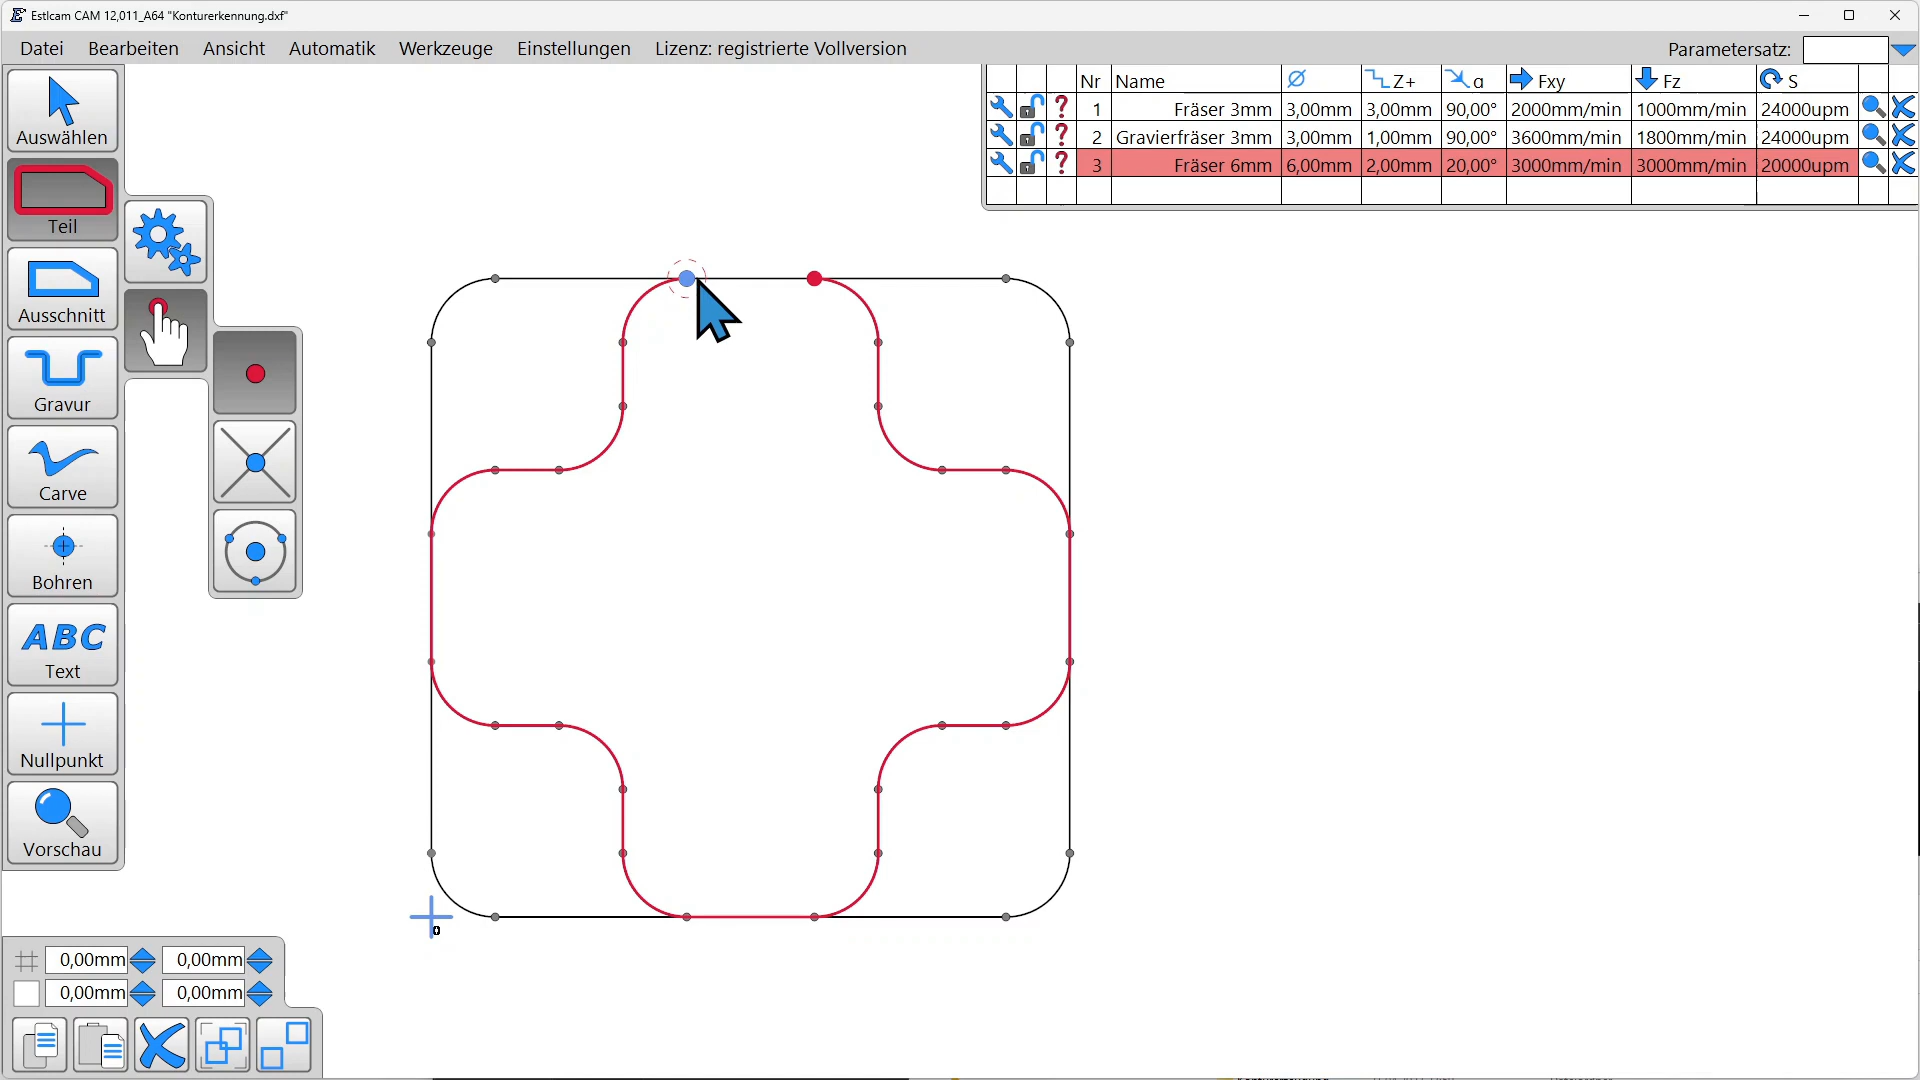 Estlcam CAM 12,011_A64 "Konturerkennung.dxf"
Datei Bearbeiten Ansicht Automatik Werkzeuge Einstellungen Lizenz: registrierte Vollversion Parametersatz:
Nr Name Z+ α Fxy Fz S
1 Fräser 3mm 3,00mm 3,00mm 90,00° 2000mm/min 1000mm/min 24000upm
2 Gravierfräser 3mm 3,00mm 1,00mm 90,00° 3600mm/min 1800mm/min 24000upm
3 Fräser 6mm 6,00mm 2,00mm 20,00° 3000mm/min 3000mm/min 20000upm
Auswählen
Teil
Ausschnitt
Gravur
Carve
Bohren
ABC
Text
Nullpunkt
Vorschau
0
0,00mm 0,00mm
0,00mm 0,00mm